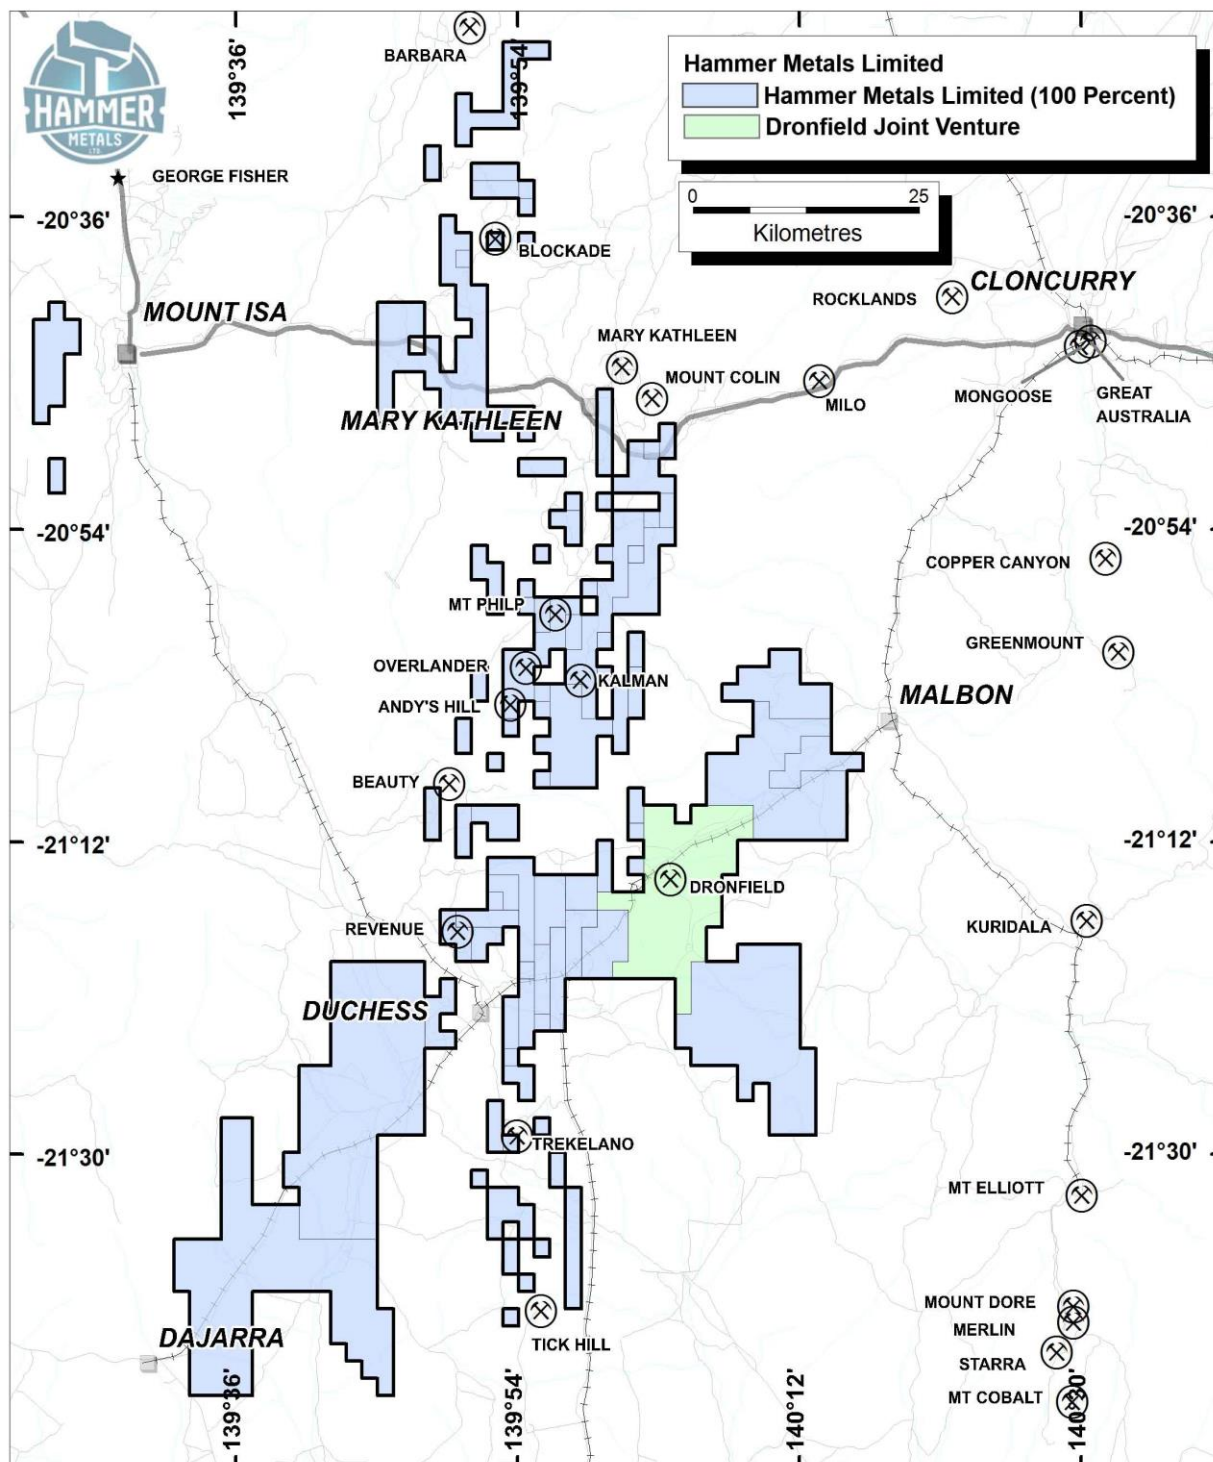 HAMMER
METALS
LTD
139°36'
139°54'
BARBARA
Hammer Metals Limited
Hammer Metals Limited (100 Percent)
Dronfield Joint Venture
GEORGE FISHER
0 25
Kilometres
-20°36'
-20°36'
BLOCKADE
CLONCURRY
ROCKLANDS
MOUNT ISA
MARY KATHLEEN
MOUNT COLIN
MILO
MONGOOSE
GREAT
AUSTRALIA
MARY KATHLEEN
-20°54'
-20°54'
COPPER CANYON
MT PHILP
GREENMOUNT
OVERLANDER
KALMAN
ANDY'S HILL
MALBON
BEAUTY
-21°12'
-21°12'
DRONFIELD
REVENUE
KURIDALA
DUCHESS
TREKELANO
-21°30'
-21°30'
MT ELLIOTT
MOUNT DORE
MERLIN
DAJARRA
TICK HILL
STARRA
MT COBALT
139°36'
139°54'
140°12'
140°30'